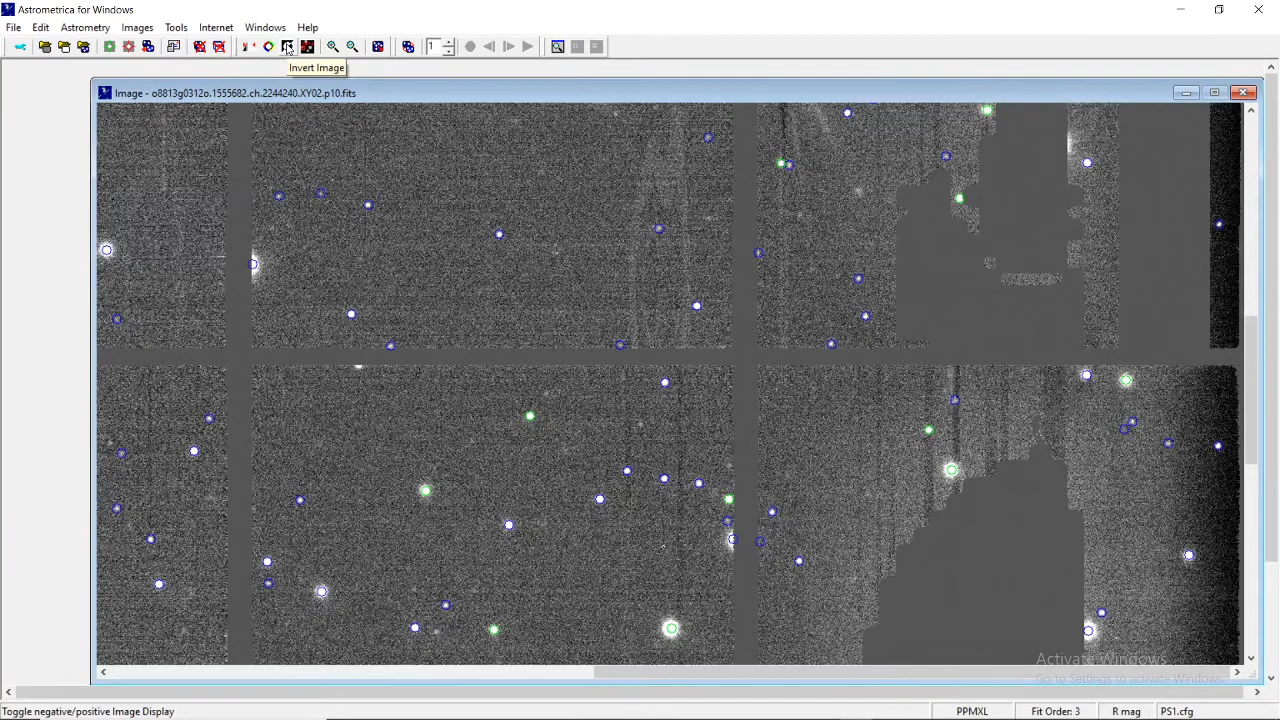 Astrometrica for Windows
File Edit Astrometry Images Tools Internet Windows Help
1
Invert Image
Image - o8813g0312o.1555682.ch.2244240.XY02.p10.fits
Activate Windows
Go to Settings to activate Windows.
Toggle negative/positive Image Display PPMXL Fit Order: 3 R mag PS1.cfg